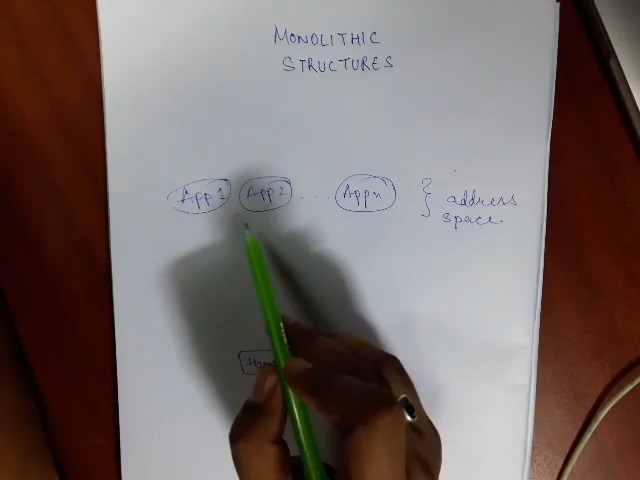 MONOLITHIC
STRUCTURES
App 1 App 2 . . . App n } address
space.